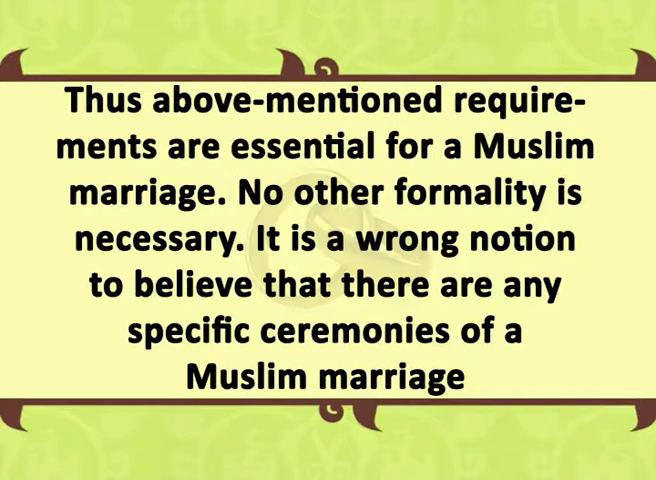 Thus above-mentioned require-
ments are essential for a Muslim
marriage. No other formality is
necessary. It is a wrong notion
to believe that there are any
specific ceremonies of a
Muslim marriage